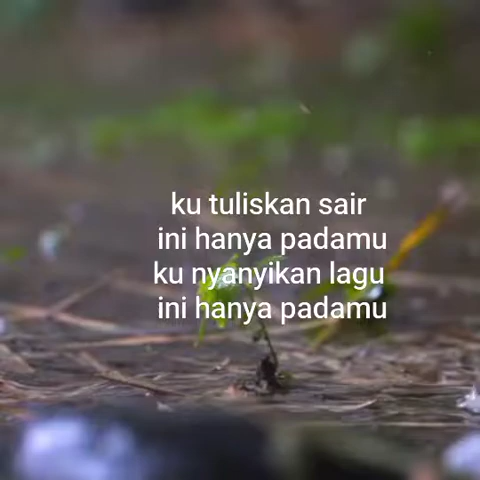 ku tuliskan sair
ini hanya padamu
ku nyanyikan lagu
ini hanya padamu